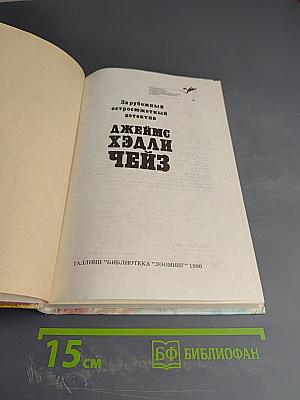 Зарубежный
остросюжетный
детектив
ДЖЕЙМС
ХЭДЛИ
ЧЕЙЗ
ТАЛЛИНН "БИБЛИОТЕКА "ЛООМИНГ" 1990
15 см
БФ БИБЛИОФАН